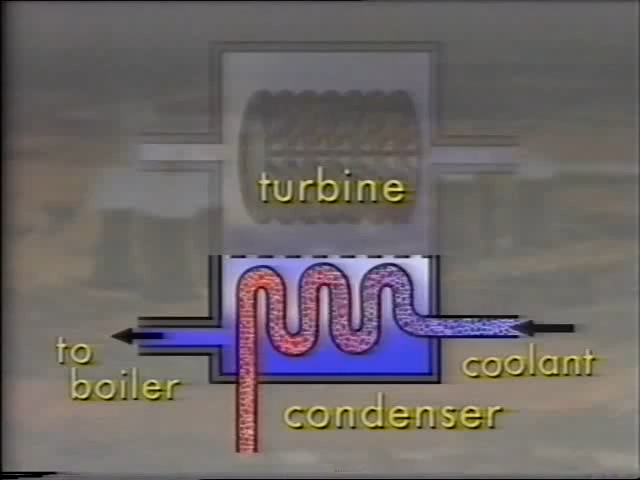 turbine
to
boiler
coolant
condenser